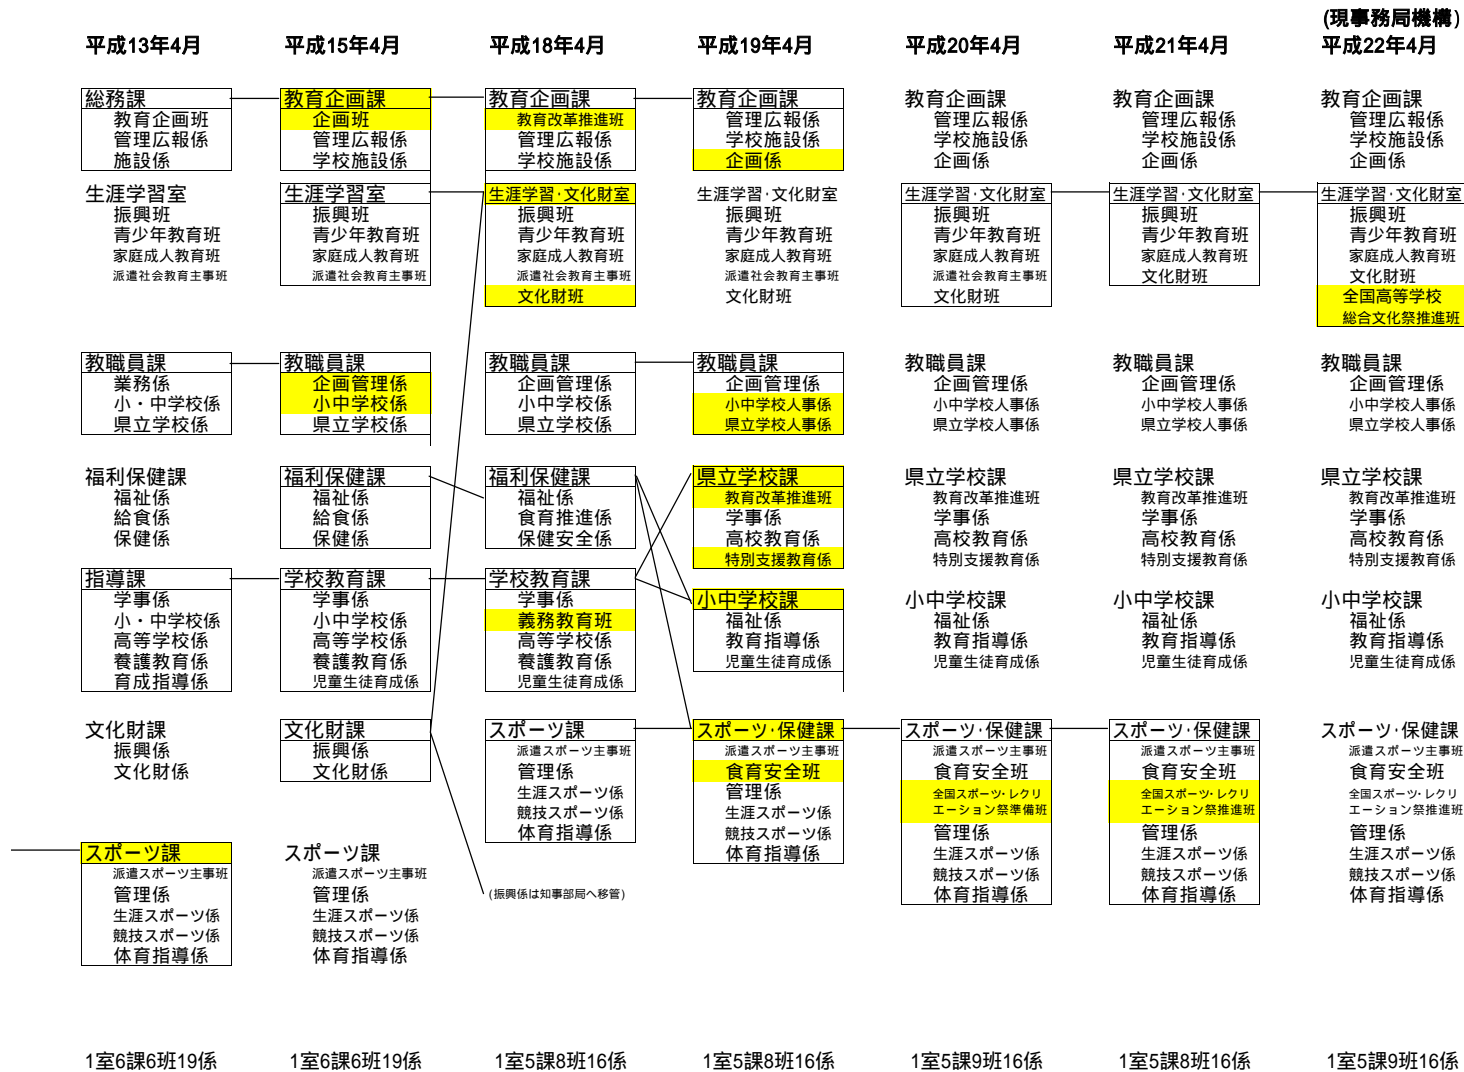 (現事務局機構)
平成13年4月 平成15年4月 平成18年4月 平成19年4月 平成20年4月 平成21年4月 平成22年4月
総務課 教育企画課 教育企画課 教育企画課 教育企画課 教育企画課 教育企画課
教育企画班 企画班 教育改革推進班 管理広報係 管理広報係 管理広報係 管理広報係
管理広報係 管理広報係 管理広報係 学校施設係 学校施設係 学校施設係 学校施設係
施設係 学校施設係 学校施設係 企画係 企画係 企画係 企画係
生涯学習室 生涯学習室 生涯学習・文化財室 生涯学習・文化財室 生涯学習・文化財室 生涯学習・文化財室 生涯学習・文化財室
振興班 振興班 振興班 振興班 振興班 振興班 振興班
青少年教育班 青少年教育班 青少年教育班 青少年教育班 青少年教育班 青少年教育班 青少年教育班
家庭成人教育班 家庭成人教育班 家庭成人教育班 家庭成人教育班 家庭成人教育班 家庭成人教育班 家庭成人教育班
派遣社会教育主事班 派遣社会教育主事班 派遣社会教育主事班 派遣社会教育主事班 派遣社会教育主事班 文化財班 文化財班
文化財班 文化財班 文化財班 全国高等学校
総合文化祭推進班
教職員課 教職員課 教職員課 教職員課 教職員課 教職員課 教職員課
業務係 企画管理係 企画管理係 企画管理係 企画管理係 企画管理係 企画管理係
小・中学校係 小中学校係 小中学校係 小中学校人事係 小中学校人事係 小中学校人事係 小中学校人事係
県立学校係 県立学校係 県立学校係 県立学校人事係 県立学校人事係 県立学校人事係 県立学校人事係
福利保健課 福利保健課 福利保健課 県立学校課 県立学校課 県立学校課 県立学校課
福祉係 福祉係 福祉係 教育改革推進班 教育改革推進班 教育改革推進班 教育改革推進班
給食係 給食係 食育推進係 学事係 学事係 学事係 学事係
保健係 保健係 保健安全係 高校教育係 高校教育係 高校教育係 高校教育係
特別支援教育係 特別支援教育係 特別支援教育係 特別支援教育係
指導課 学校教育課 学校教育課
学事係 学事係 学事係 小中学校課 小中学校課 小中学校課 小中学校課
小・中学校係 小中学校係 義務教育班 福祉係 福祉係 福祉係 福祉係
高等学校係 高等学校係 高等学校係 教育指導係 教育指導係 教育指導係 教育指導係
養護教育係 養護教育係 養護教育係 児童生徒育成係 児童生徒育成係 児童生徒育成係 児童生徒育成係
育成指導係 児童生徒育成係 児童生徒育成係
文化財課 文化財課 スポーツ課 スポーツ・保健課 スポーツ・保健課 スポーツ・保健課 スポーツ・保健課
振興係 振興係 派遣スポーツ主事班 派遣スポーツ主事班 派遣スポーツ主事班 派遣スポーツ主事班 派遣スポーツ主事班
文化財係 文化財係 管理係 食育安全班 食育安全班 食育安全班 食育安全班
生涯スポーツ係 管理係 全国スポーツ・レクリ 全国スポーツ・レクリ 全国スポーツ・レクリ
競技スポーツ係 生涯スポーツ係 エーション祭準備班 エーション祭推進班 エーション祭推進班
体育指導係 競技スポーツ係 管理係 管理係 管理係
スポーツ課 スポーツ課 体育指導係 生涯スポーツ係 生涯スポーツ係 生涯スポーツ係
派遣スポーツ主事班 派遣スポーツ主事班 競技スポーツ係 競技スポーツ係 競技スポーツ係
管理係 管理係 (振興係は知事部局へ移管) 体育指導係 体育指導係 体育指導係
生涯スポーツ係 生涯スポーツ係
競技スポーツ係 競技スポーツ係
体育指導係 体育指導係
1室6課6班19係 1室6課6班19係 1室5課8班16係 1室5課8班16係 1室5課9班16係 1室5課8班16係 1室5課9班16係